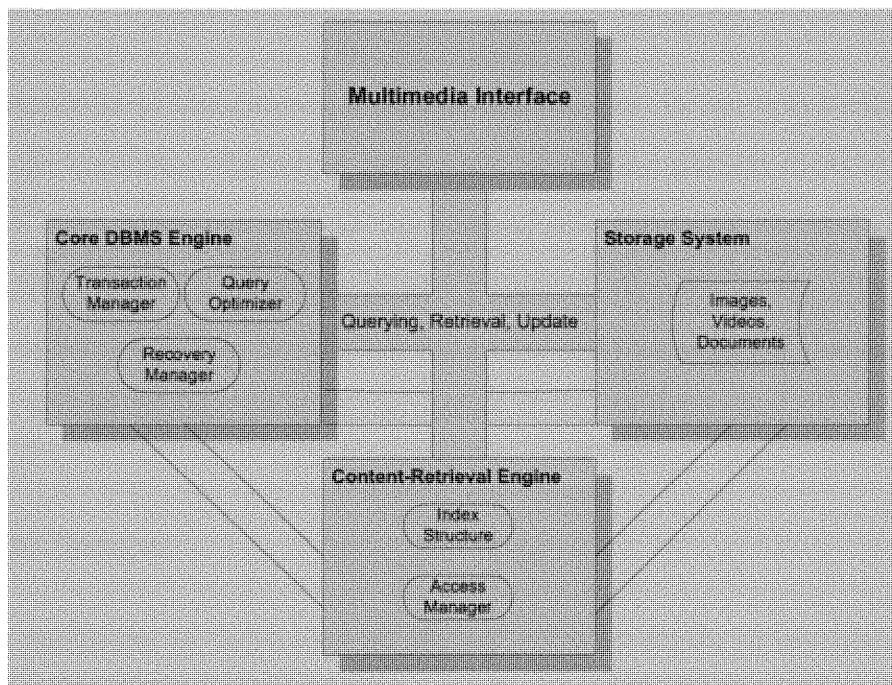 Multimedia Interface
Core DBMS Engine
Transaction
Manager
Query
Optimizer
Recovery
Manager
Querying, Retrieval, Update
Storage System
Images,
Videos,
Documents
Content-Retrieval Engine
Index
Structure
Access
Manager